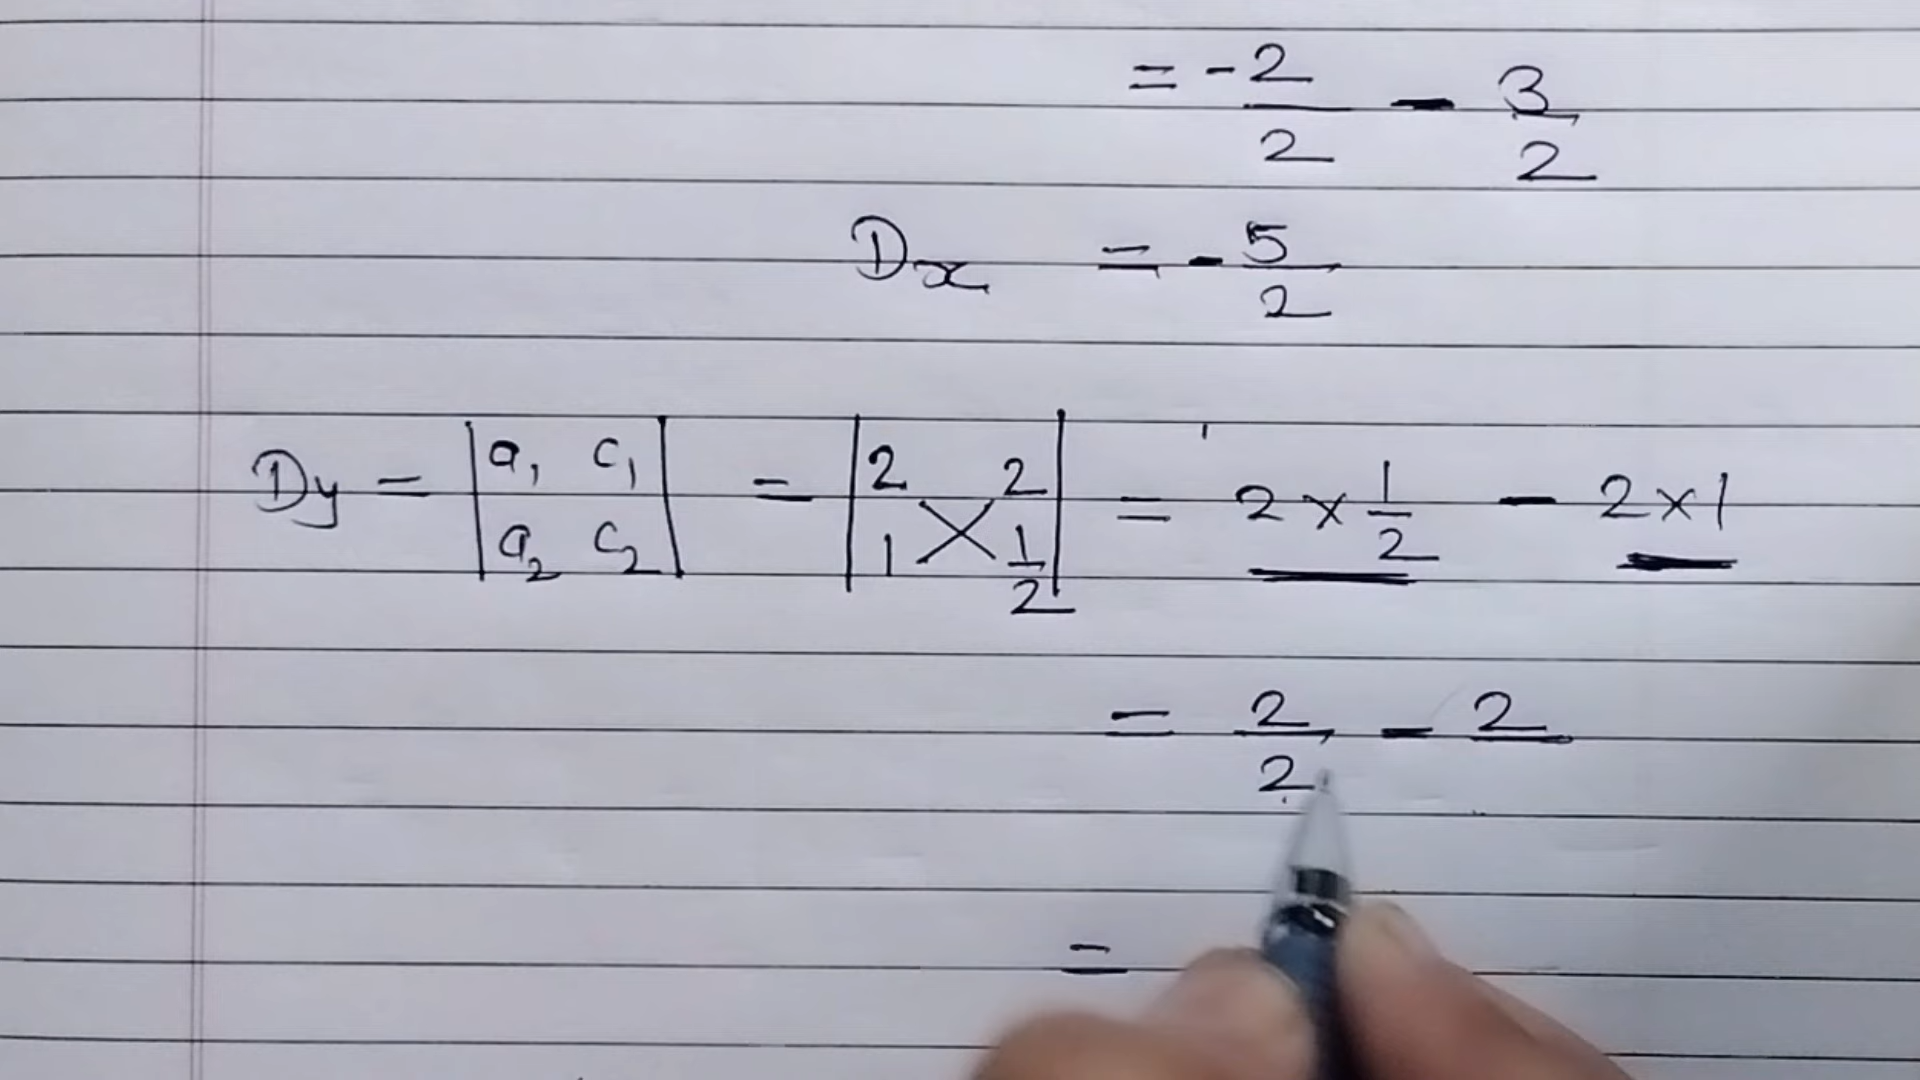 = -2/2 - 3/2
Dx = -5/2
Dy = |a₁ c₁; a₂ c₂| = |2 2; 1 1/2| = 2 × 1/2 - 2 × 1
= 2/2 - 2
=